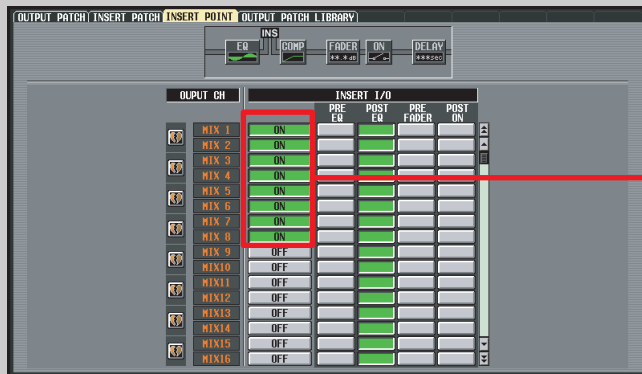 OUTPUT PATCH INSERT PATCH INSERT POINT OUTPUT PATCH LIBRARY
INS
EQ COMP FADER ON DELAY
**.* dB ***sec
OUPUT CH INSERT I/O
PRE EQ POST EQ PRE FADER POST ON
MIX 1 ON
MIX 2 ON
MIX 3 ON
MIX 4 ON
MIX 5 ON
MIX 6 ON
MIX 7 ON
MIX 8 ON
MIX 9 OFF
MIX10 OFF
MIX11 OFF
MIX12 OFF
MIX13 OFF
MIX14 OFF
MIX15 OFF
MIX16 OFF